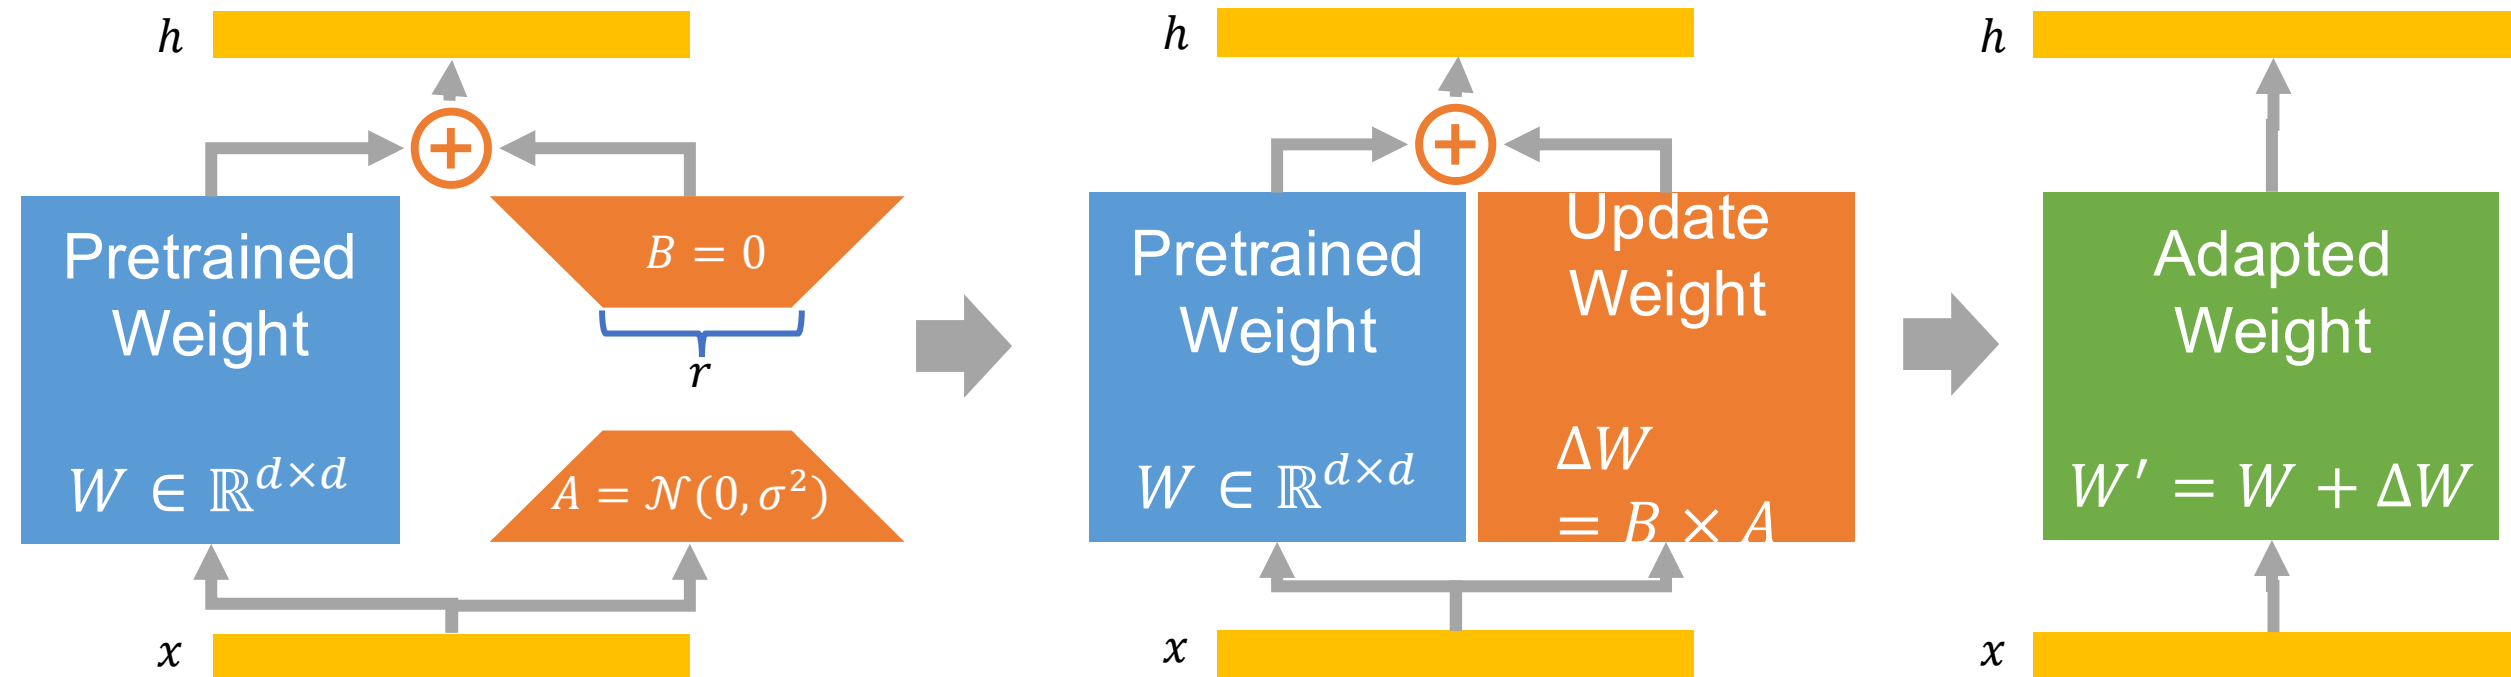 h
Pretrained
Weight
W ∈ ℝ^{d×d}
B = 0
r
A = 𝒩(0, σ²)
x
h
Pretrained
Weight
W ∈ ℝ^{d×d}
Update
Weight
ΔW
= B × A
x
h
Adapted
Weight
W′ = W + ΔW
x